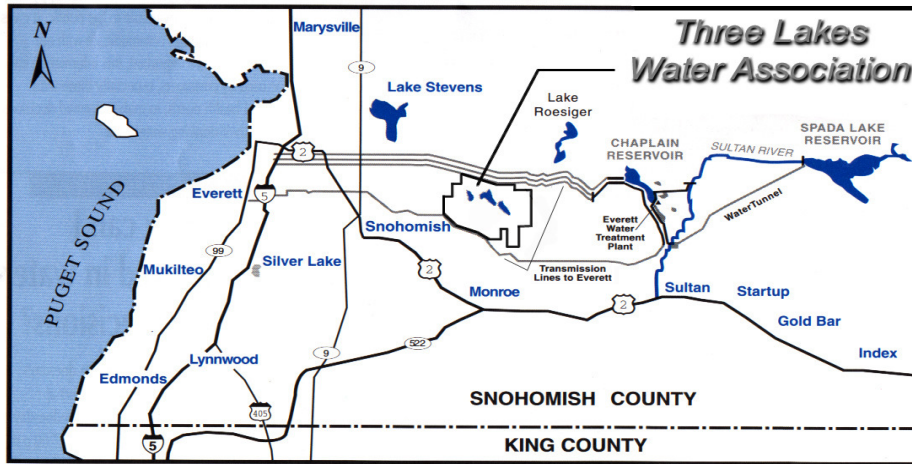 N
Marysville
Three Lakes
Water Association
9
Lake Stevens
Lake
Roesiger
CHAPLAIN
RESERVOIR
SULTAN RIVER
SPADA LAKE
RESERVOIR
2
Everett
5
Snohomish
Everett
Water
Treatment
Plant
WaterTunnel
PUGET SOUND
99
Mukilteo
Silver Lake
2
Transmission
Lines to Everett
Monroe
2
Sultan
Startup
Gold Bar
Index
Lynnwood
9
522
Edmonds
405
5
SNOHOMISH COUNTY
KING COUNTY